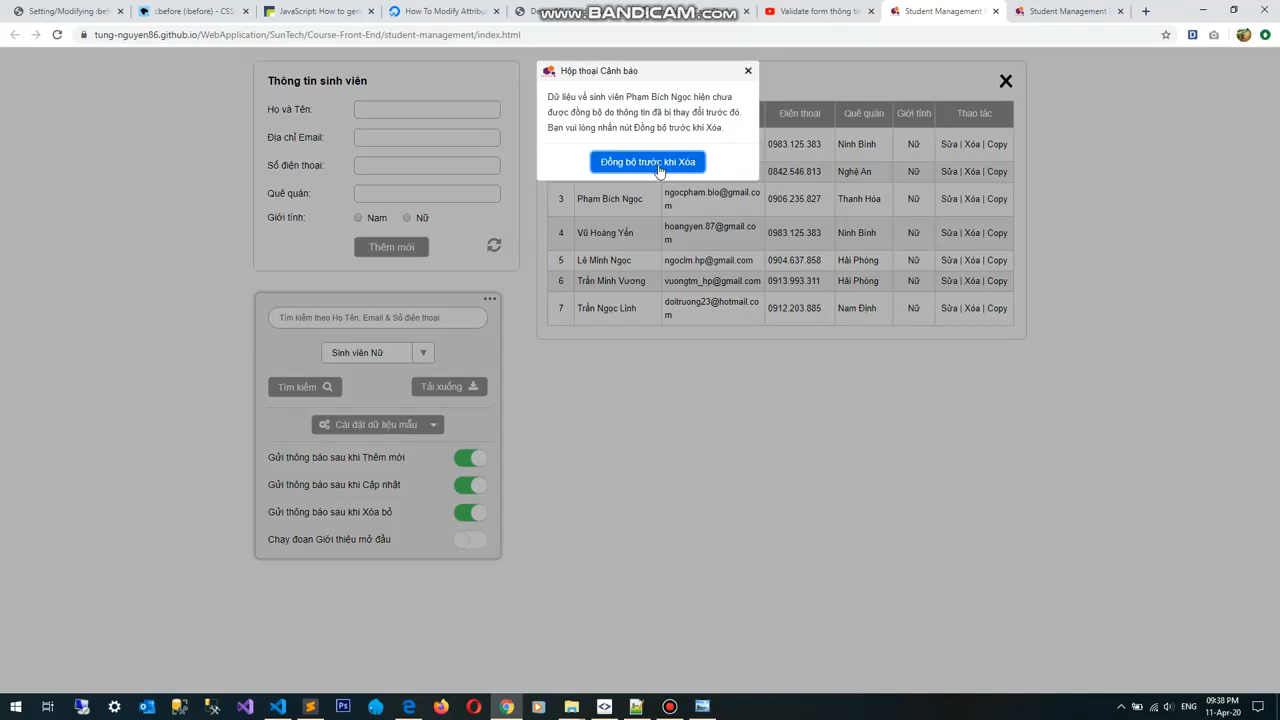 Setting/Modifying :bef
:before (:before) - CSS:
JavaScript: How to gen
How To Modify Attribu
www.BANDICAM.com
Validate form thông tin
Student Management
Student Management
tung-nguyen86.github.io/WebApplication/SunTech/Course-Front-End/student-management/index.html
Thông tin sinh viên
Họ và Tên:
Địa chỉ Email:
Số điện thoại:
Quê quán:
Giới tính:
Nam
Nữ
Thêm mới
Tìm kiếm theo Họ Tên, Email & Số điện thoại
Sinh viên Nữ
Tìm kiếm
Tải xuống
Cài đặt dữ liệu mẫu
Gửi thông báo sau khi Thêm mới
Gửi thông báo sau khi Cập nhật
Gửi thông báo sau khi Xóa bỏ
Chạy đoạn Giới thiệu mở đầu
Hộp thoại Cảnh báo
Dữ liệu về sinh viên Phạm Bích Ngọc hiện chưa
được đồng bộ do thông tin đã bị thay đổi trước đó.
Bạn vui lòng nhấn nút Đồng bộ trước khi Xóa.
Đồng bộ trước khi Xóa
Điện thoại Quê quán Giới tính Thao tác
0983.125.383 Ninh Bình Nữ Sửa | Xóa | Copy
0842.546.813 Nghệ An Nữ Sửa | Xóa | Copy
3 Phạm Bích Ngọc ngocpham.bio@gmail.co
m 0906.235.827 Thanh Hóa Nữ Sửa | Xóa | Copy
4 Vũ Hoàng Yến hoangyen.87@gmail.co
m 0983.125.383 Ninh Bình Nữ Sửa | Xóa | Copy
5 Lê Minh Ngọc ngoclm.hp@gmail.com 0904.637.858 Hải Phòng Nữ Sửa | Xóa | Copy
6 Trần Minh Vương vuongtm_hp@gmail.com 0913.993.311 Hải Phòng Nữ Sửa | Xóa | Copy
7 Trần Ngọc Linh doitruong23@hotmail.co
m 0912.203.885 Nam Định Nữ Sửa | Xóa | Copy
ENG
09:38 PM
11-Apr-20